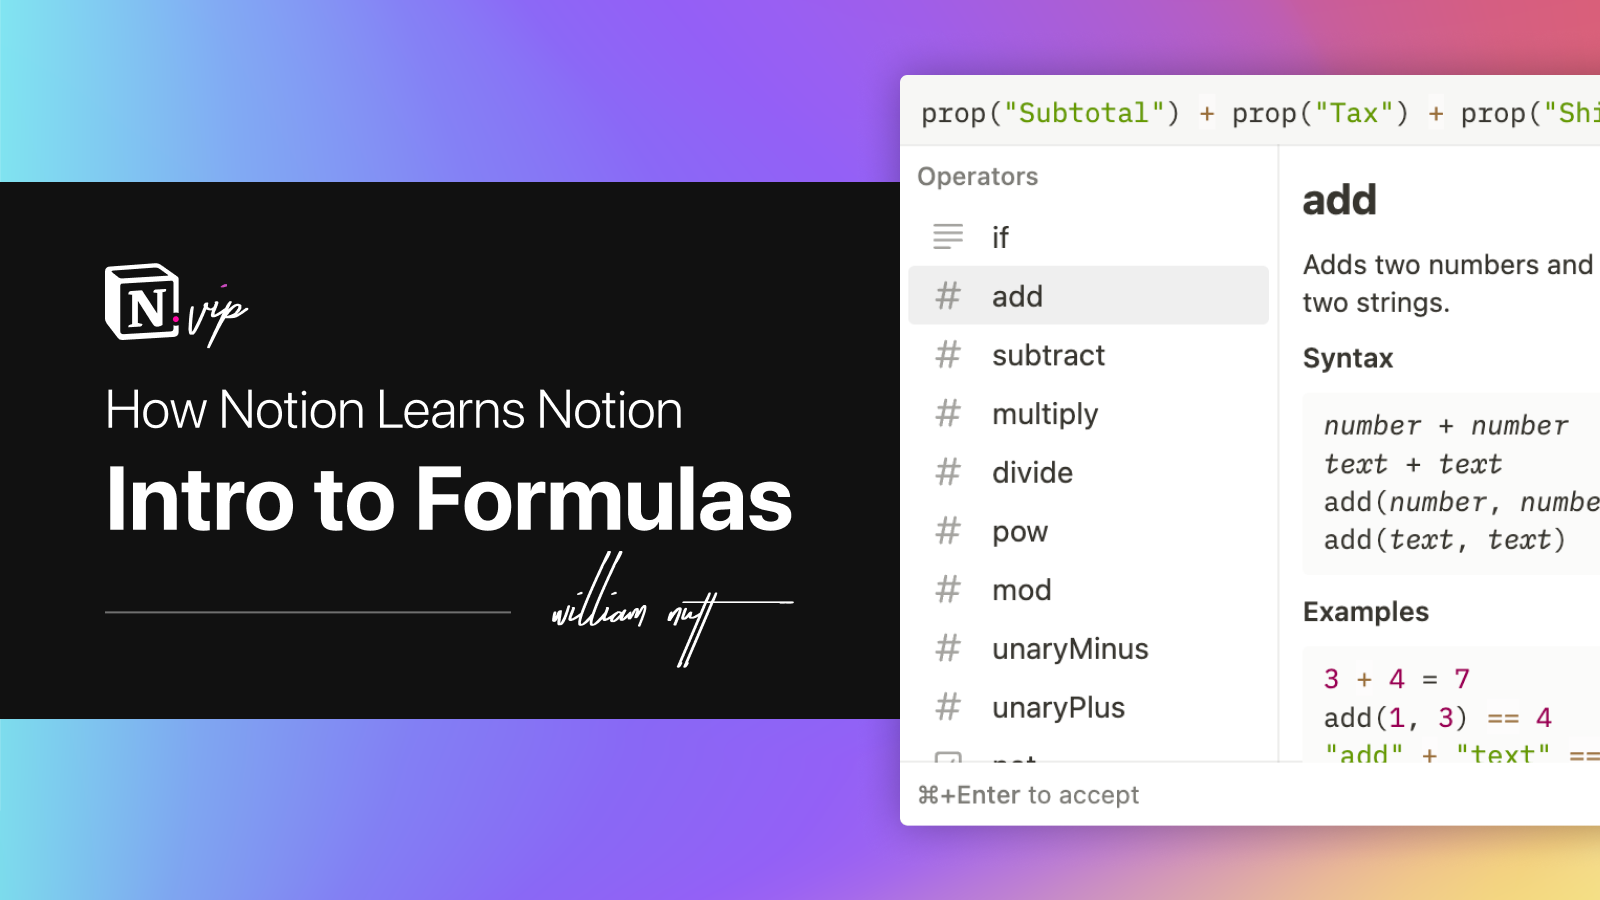 N.vip
How Notion Learns Notion
Intro to Formulas
william nutt
prop("Subtotal") + prop("Tax") + prop("Shi
Operators
if
add
subtract
multiply
divide
pow
mod
unaryMinus
unaryPlus
not
⌘+Enter to accept
add
Adds two numbers and
two strings.
Syntax
number + number
text + text
add(number, numbe
add(text, text)
Examples
3 + 4 = 7
add(1, 3) == 4
"add" + "text" ==